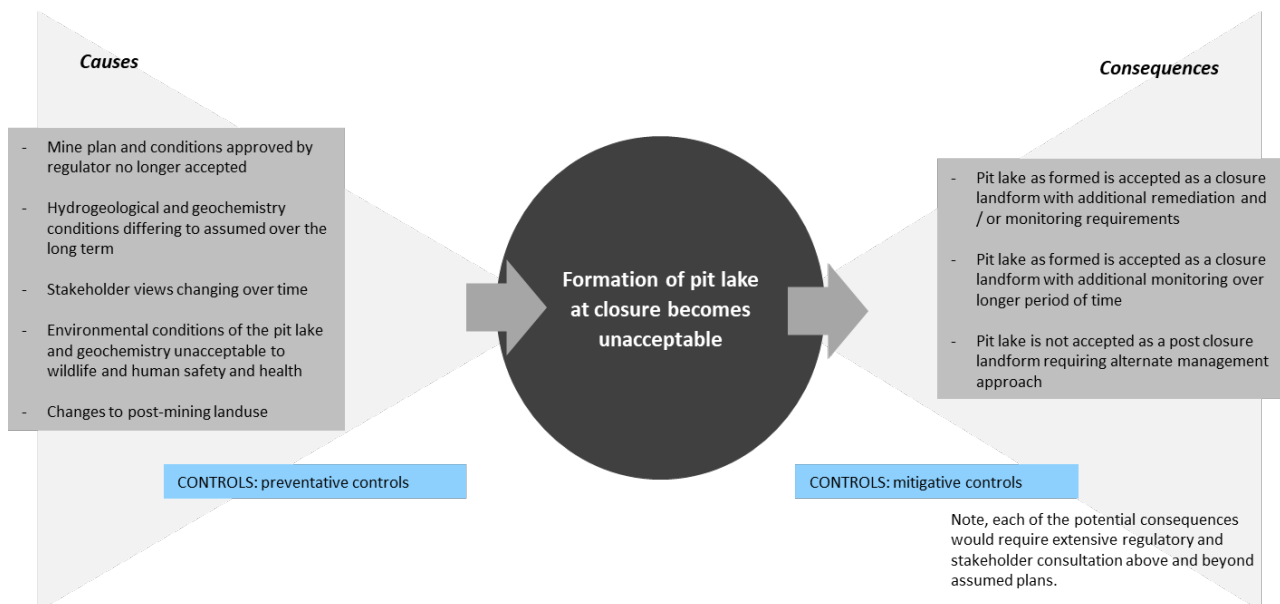 Causes
- Mine plan and conditions approved by
regulator no longer accepted
- Hydrogeological and geochemistry
conditions differing to assumed over the
long term
- Stakeholder views changing over time
- Environmental conditions of the pit lake
and geochemistry unacceptable to
wildlife and human safety and health
- Changes to post-mining landuse
CONTROLS: preventative controls
Formation of pit lake
at closure becomes
unacceptable
Consequences
- Pit lake as formed is accepted as a closure
landform with additional remediation and
/ or monitoring requirements
- Pit lake as formed is accepted as a closure
landform with additional monitoring over
longer period of time
- Pit lake is not accepted as a post closure
landform requiring alternate management
approach
CONTROLS: mitigative controls
Note, each of the potential consequences
would require extensive regulatory and
stakeholder consultation above and beyond
assumed plans.